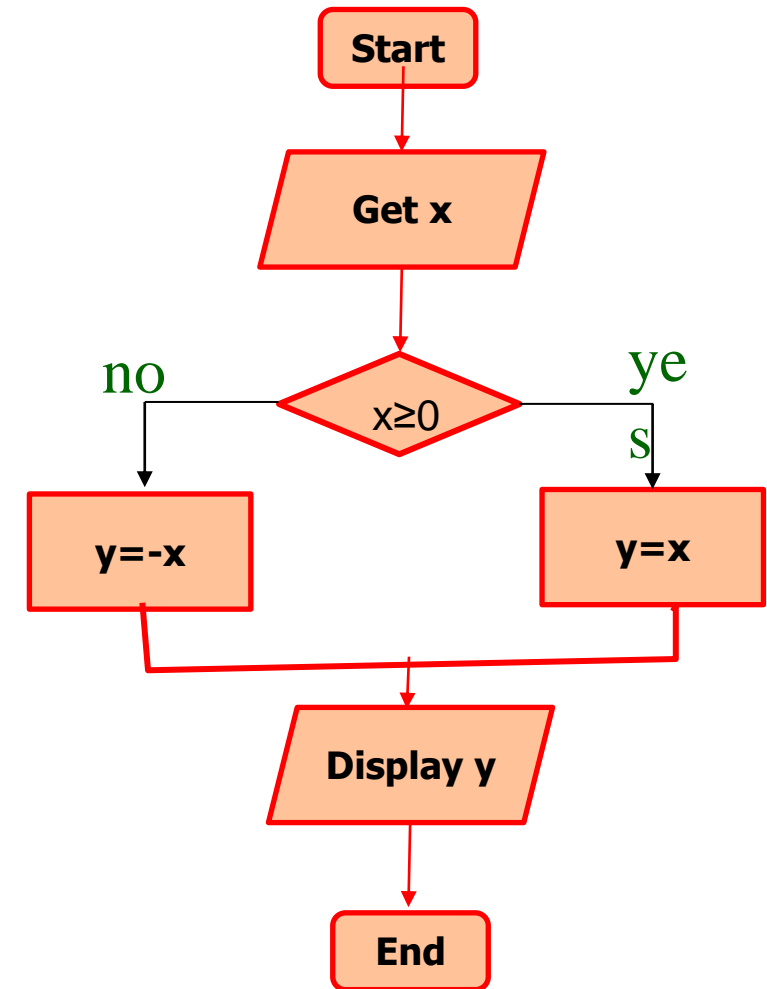 Start
Get x
no
ye
s
x≥0
y=-x
y=x
Display y
End